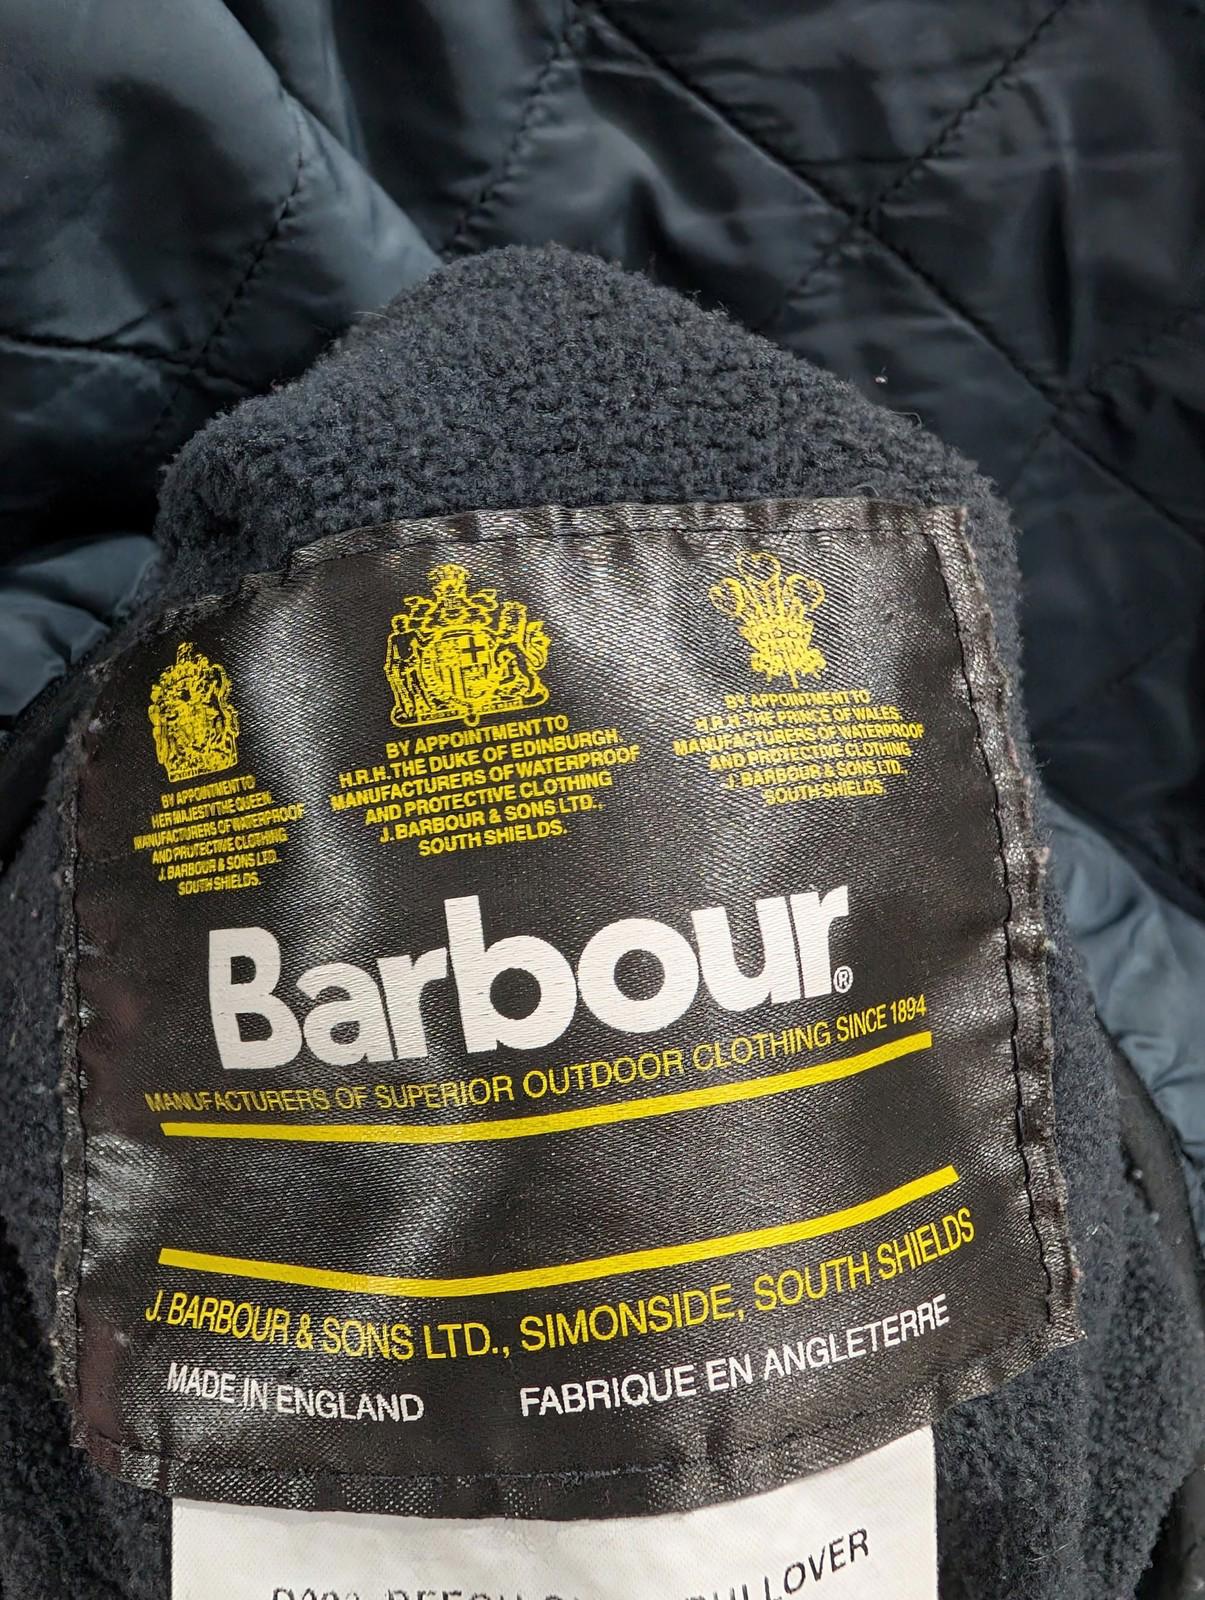 BY APPOINTMENT TO
HER MAJESTY THE QUEEN.
MANUFACTURERS OF WATERPROOF
AND PROTECTIVE CLOTHING
J. BARBOUR & SONS LTD.
SOUTH SHIELDS.
BY APPOINTMENT TO
H.R.H. THE DUKE OF EDINBURGH.
MANUFACTURERS OF WATERPROOF
AND PROTECTIVE CLOTHING
J. BARBOUR & SONS LTD.
SOUTH SHIELDS.
BY APPOINTMENT TO
H.R.H. THE PRINCE OF WALES.
MANUFACTURERS OF WATERPROOF
AND PROTECTIVE CLOTHING
J. BARBOUR & SONS LTD.,
SOUTH SHIELDS.
Barbour®
MANUFACTURERS OF SUPERIOR OUTDOOR CLOTHING SINCE 1894
J. BARBOUR & SONS LTD., SIMONSIDE, SOUTH SHIELDS
MADE IN ENGLAND FABRIQUE EN ANGLETERRE
PULLOVER